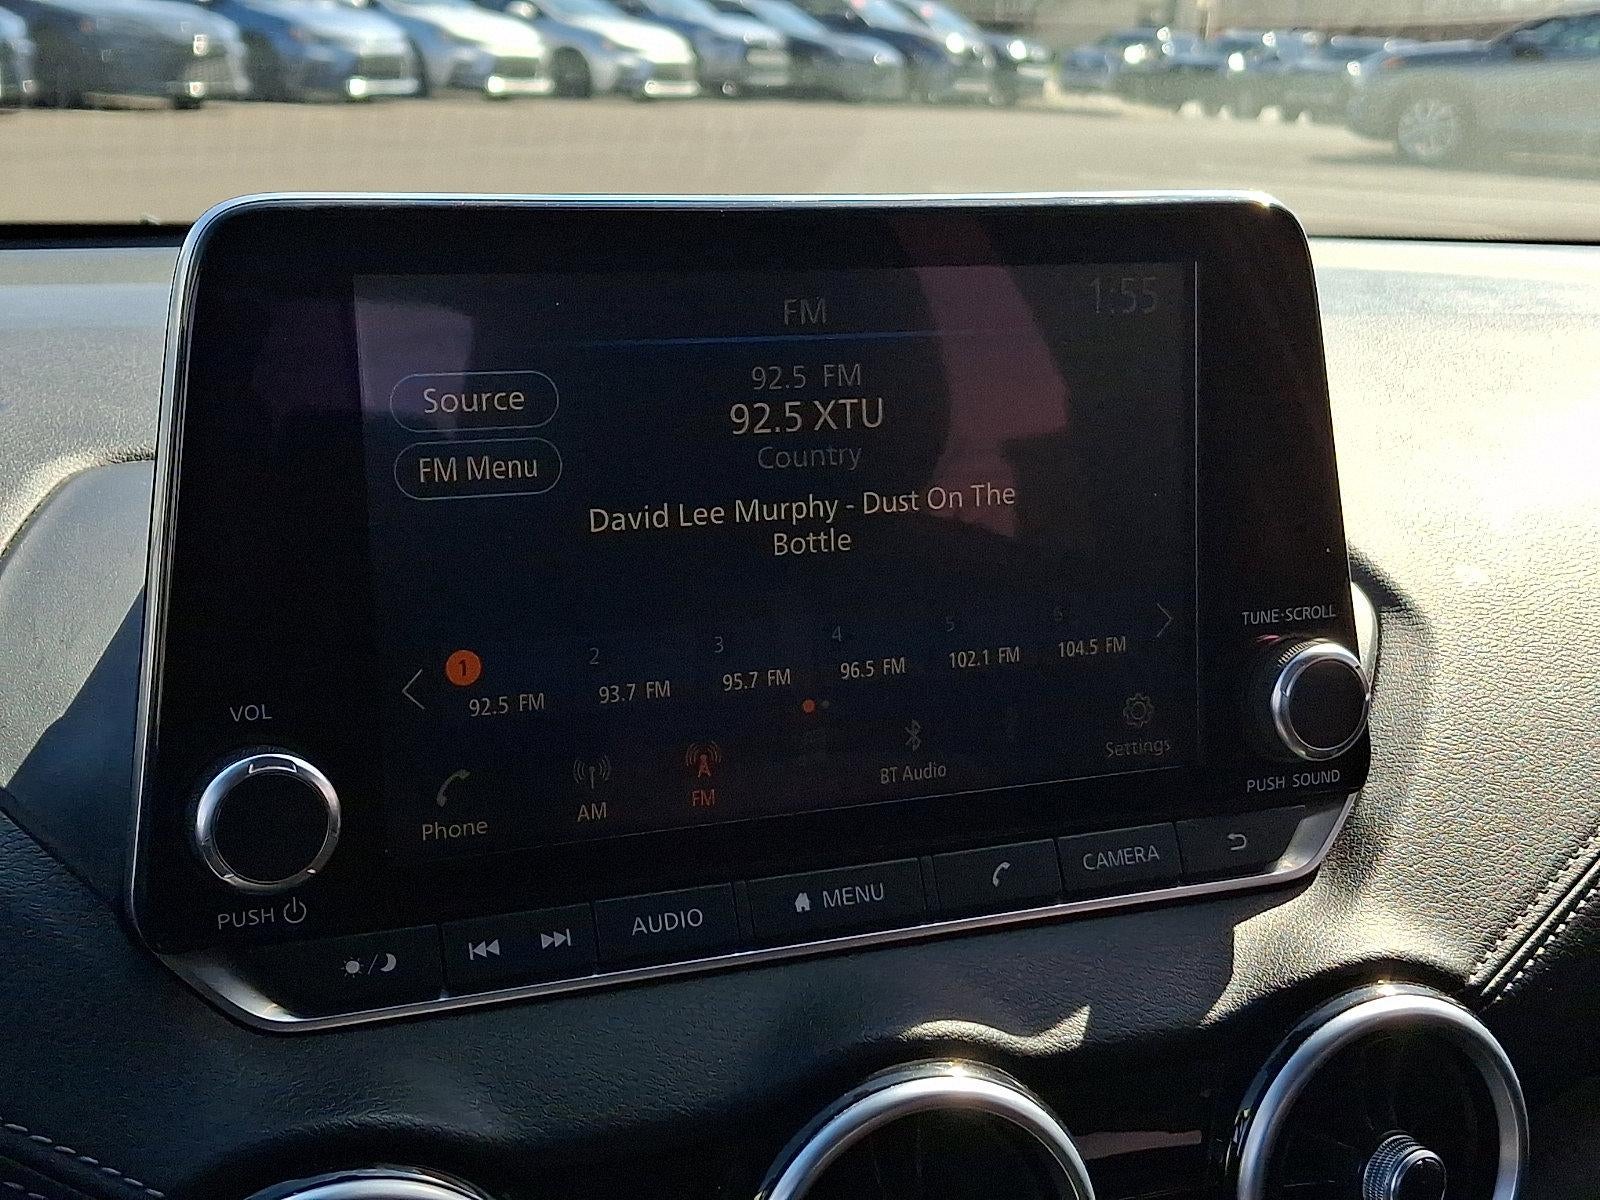 FM
1:55
92.5 FM
Source
92.5 XTU
Country
FM Menu
David Lee Murphy - Dust On The
Bottle
1 2 3 4 5 6
92.5 FM 93.7 FM 95.7 FM 96.5 FM 102.1 FM 104.5 FM
Phone AM FM BT Audio Settings
VOL
PUSH
TUNE·SCROLL
PUSH SOUND
AUDIO MENU CAMERA